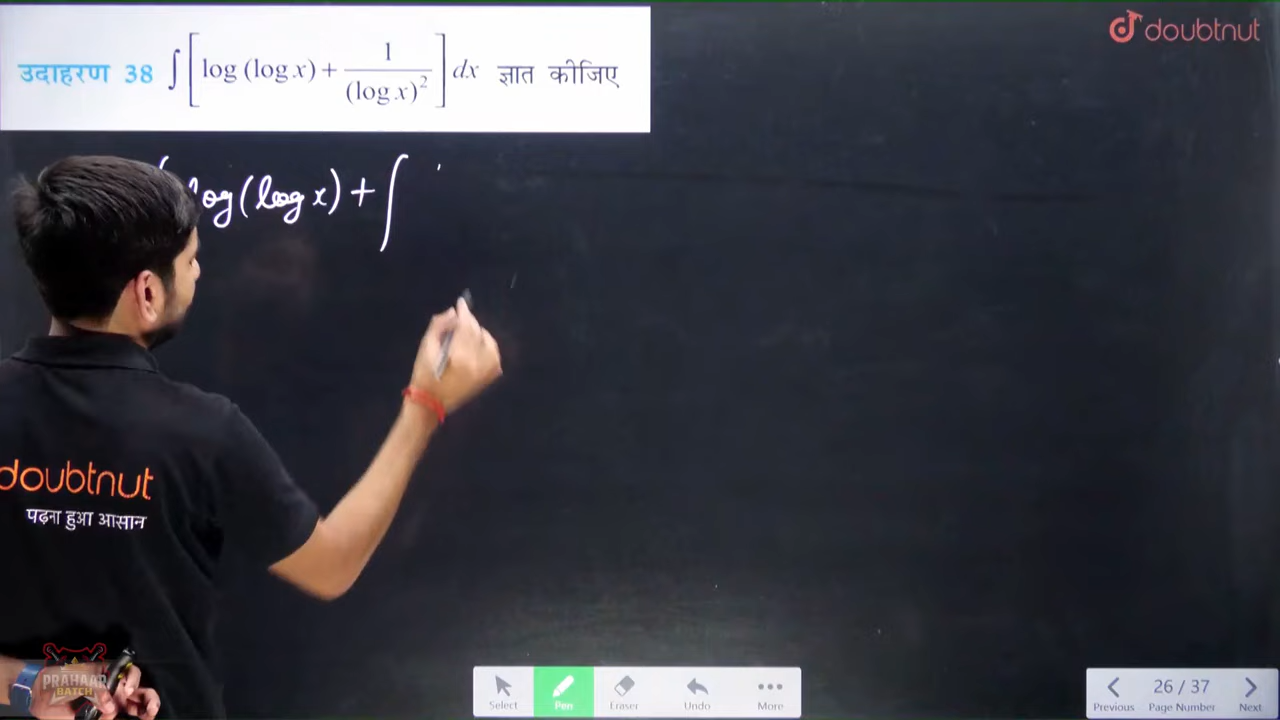 doubtnut
उदाहरण 38 ∫ [ log (log x) + 1/(log x)² ] dx ज्ञात कीजिए
∫ log (log x) + ∫
doubtnut
पढ़ना हुआ आसान
PRAHAAR
BATCH
Select Pen Eraser Undo More
26 / 37
Previous Page Number Next